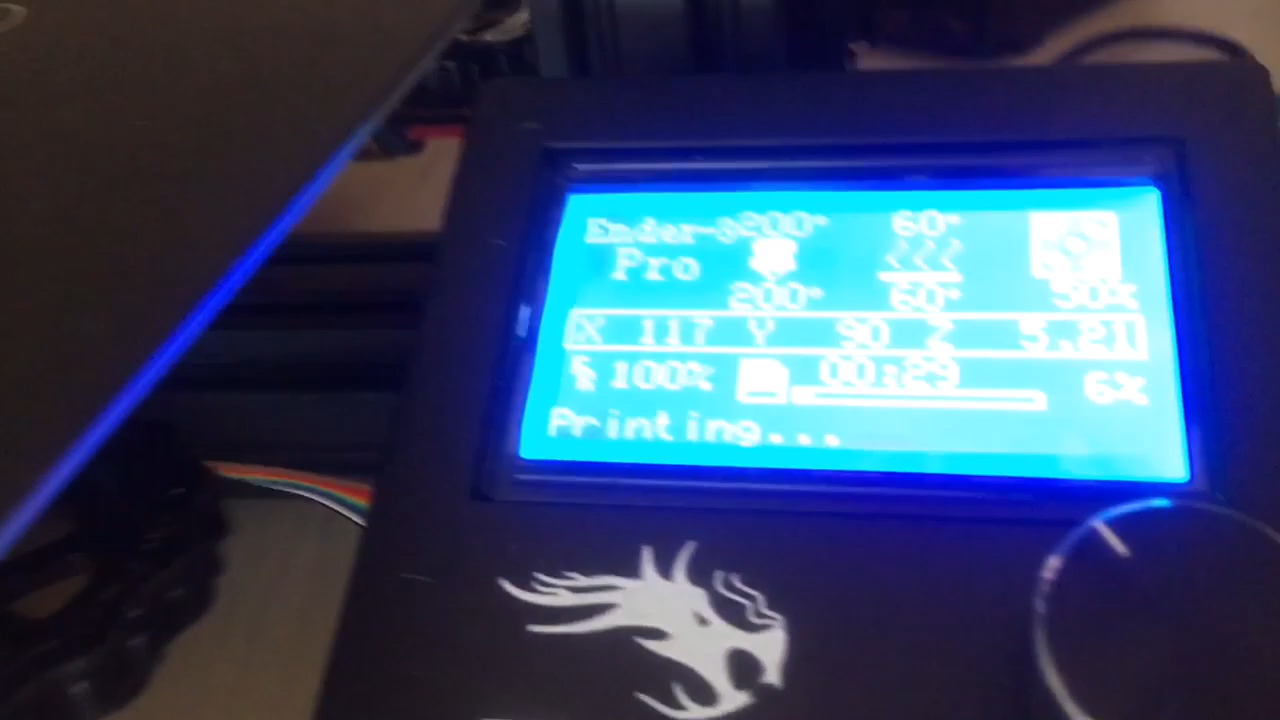 Ender-3 200° 60°
Pro
200° 60° 50%
X 117 Y 90 Z 5.21
100% 00:29 6%
Printing...